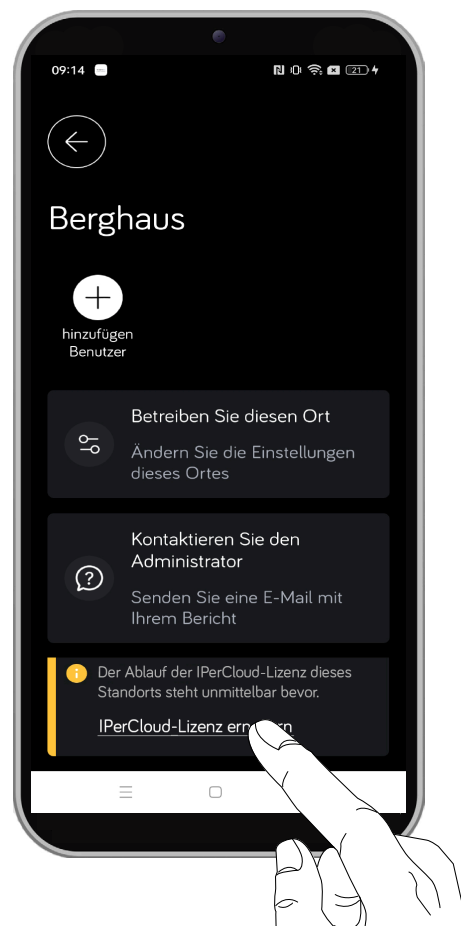 09:14
21
Berghaus
hinzufügen
Benutzer
Betreiben Sie diesen Ort
Ändern Sie die Einstellungen
dieses Ortes
Kontaktieren Sie den
Administrator
Senden Sie eine E-Mail mit
Ihrem Bericht
Der Ablauf der IPerCloud-Lizenz dieses
Standorts steht unmittelbar bevor.
IPerCloud-Lizenz